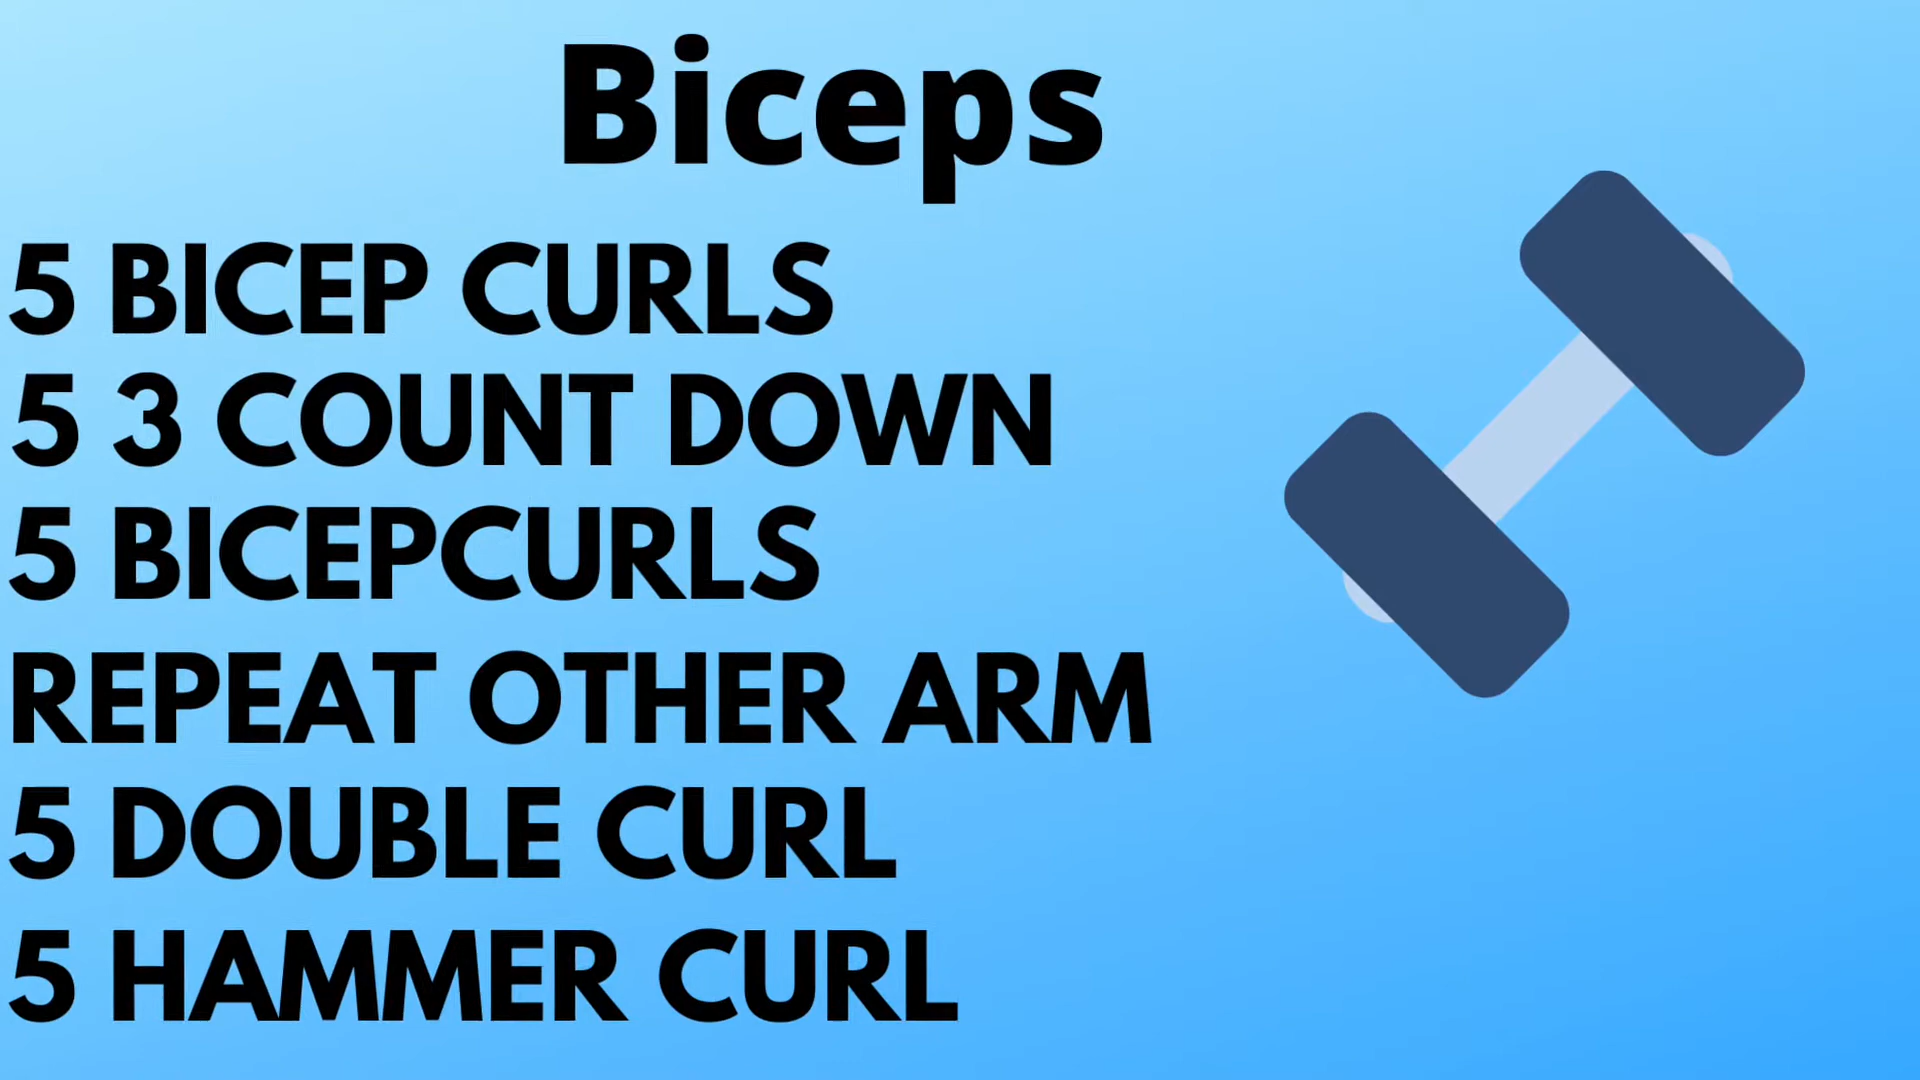 Biceps
5 BICEP CURLS
5 3 COUNT DOWN
5 BICEPCURLS
REPEAT OTHER ARM
5 DOUBLE CURL
5 HAMMER CURL